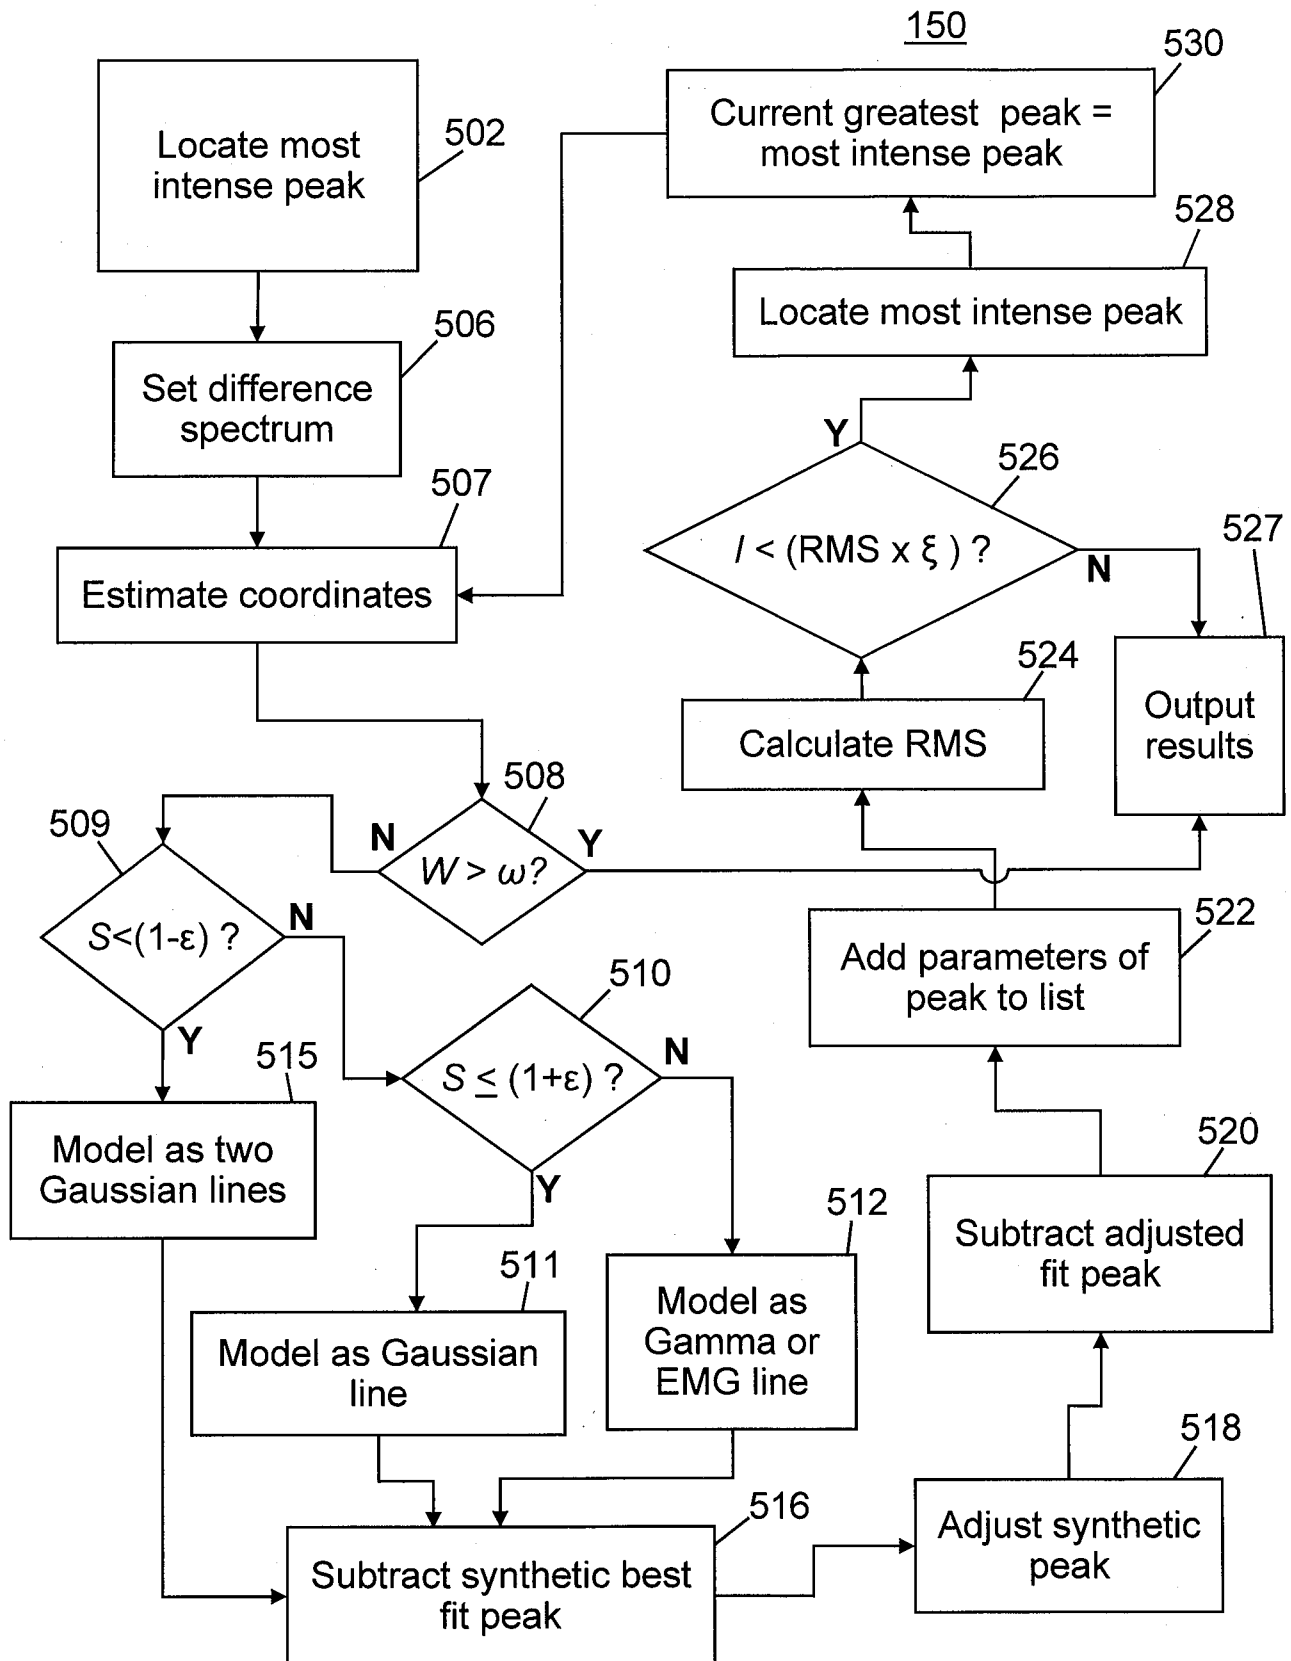 150
530
Current greatest peak =
most intense peak
502
Locate most
intense peak
528
Locate most intense peak
506
Set difference
spectrum
Y
526
I < (RMS x ξ ) ?
N
527
Output
results
507
Estimate coordinates
524
Calculate RMS
508
N
W > ω?
Y
509
S<(1-ε) ?
N
Y
522
Add parameters of
peak to list
510
S ≤ (1+ε) ?
N
Y
515
Model as two
Gaussian lines
520
Subtract adjusted
fit peak
512
Model as
Gamma or
EMG line
511
Model as Gaussian
line
518
Adjust synthetic
peak
516
Subtract synthetic best
fit peak